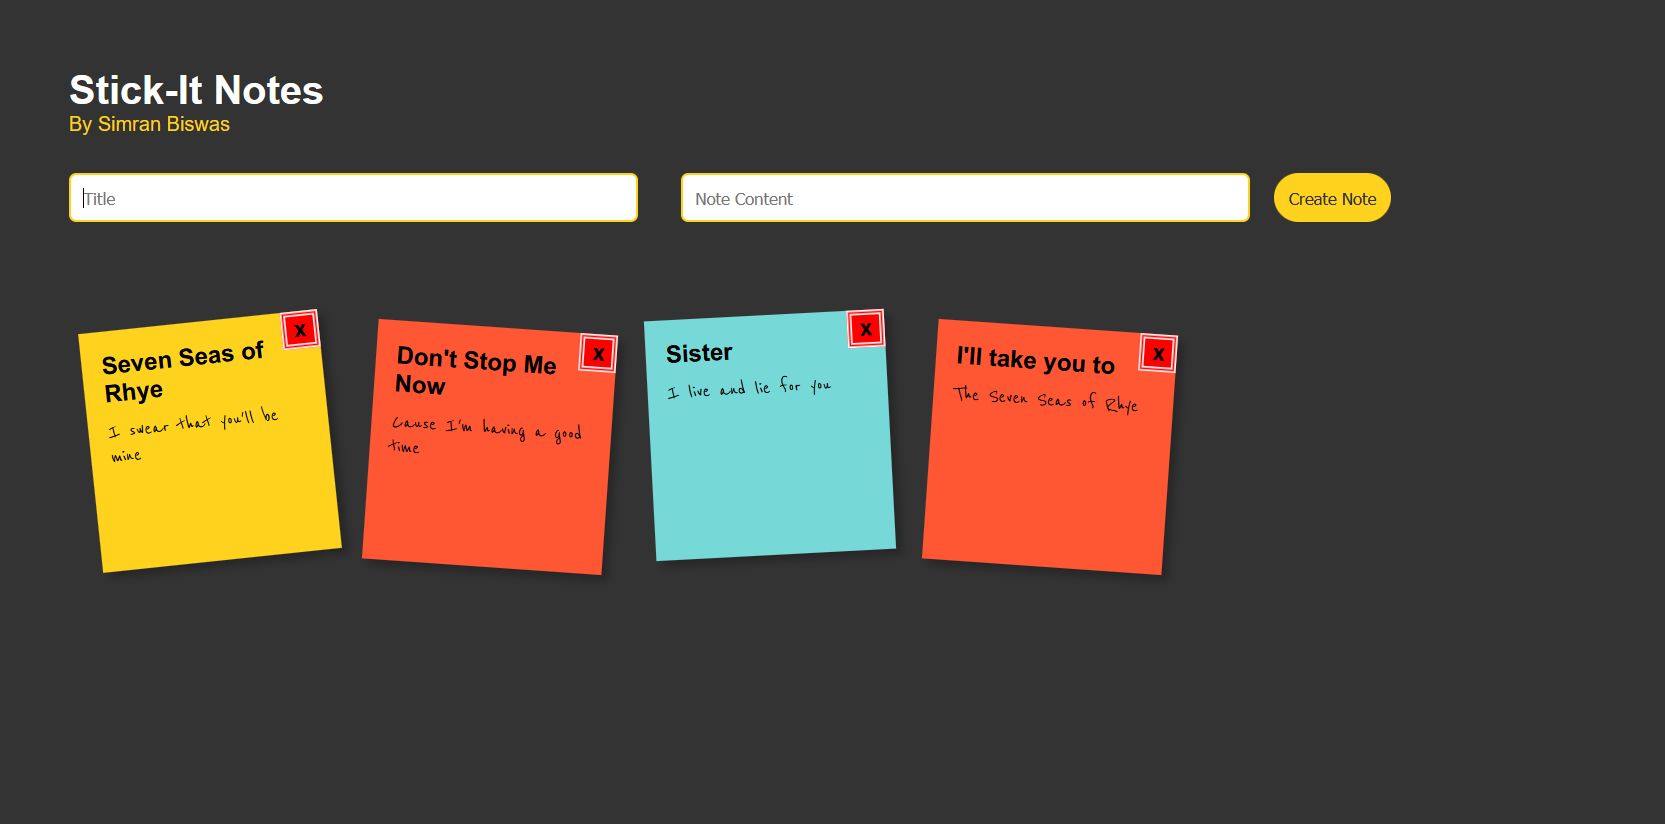 Stick-It Notes
By Simran Biswas
Title
Note Content
Create Note
X
Seven Seas of
Rhye
I swear that you'll be
mine
X
Don't Stop Me
Now
Cause I'm having a good
time
X
Sister
I live and lie for you
X
I'll take you to
The Seven Seas of Rhye